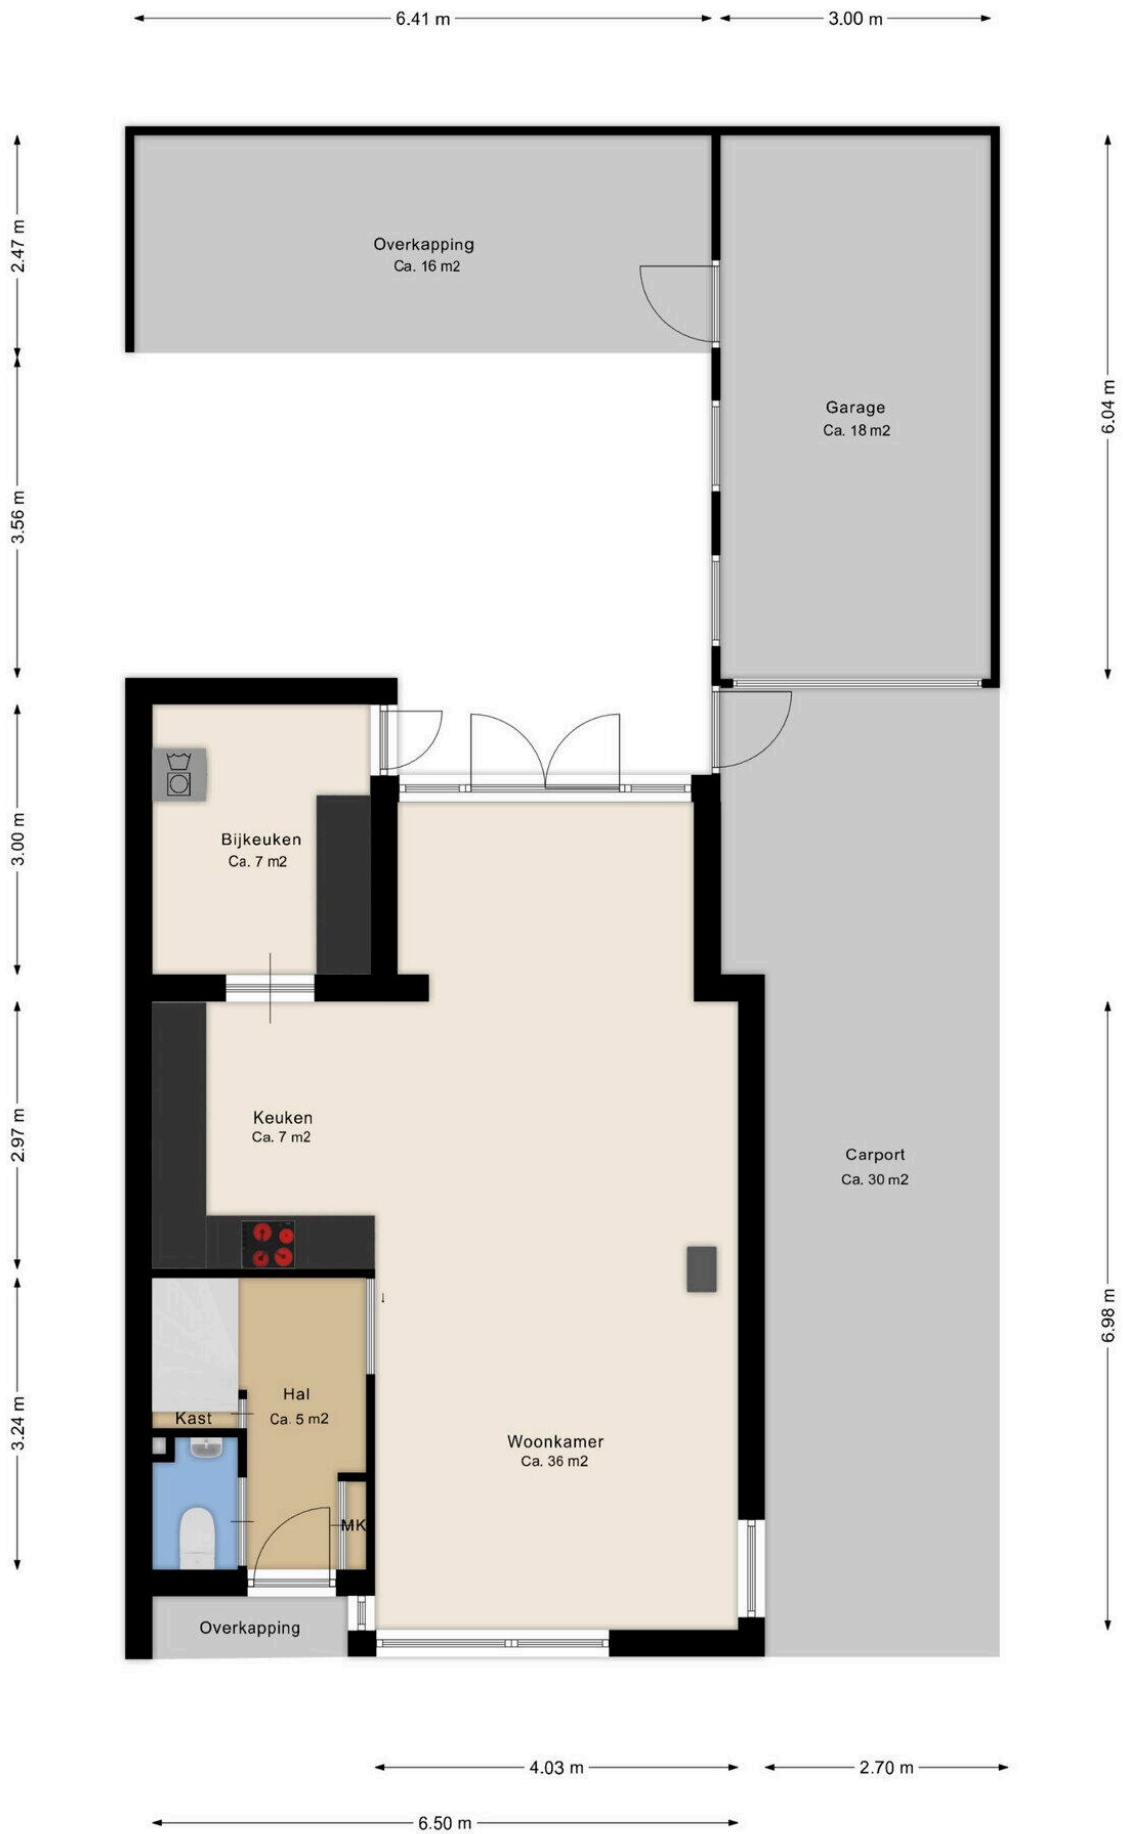 6.41 m
3.00 m
2.47 m
Overkapping
Ca. 16 m2
6.04 m
Garage
Ca. 18 m2
3.56 m
3.00 m
Bijkeuken
Ca. 7 m2
2.97 m
Keuken
Ca. 7 m2
Carport
Ca. 30 m2
6.98 m
3.24 m
Hal
Ca. 5 m2
Kast
Woonkamer
Ca. 36 m2
MK
Overkapping
4.03 m
2.70 m
6.50 m